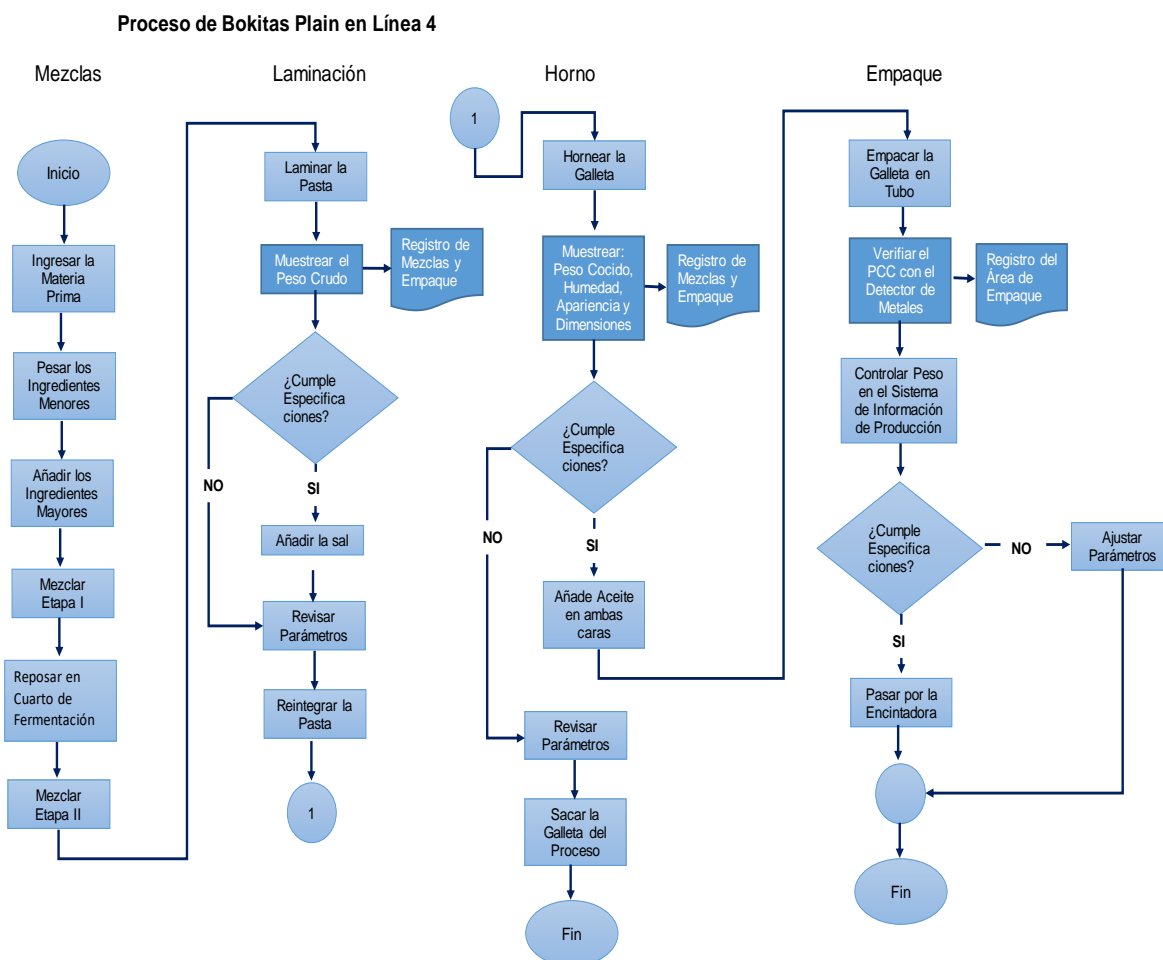 Proceso de Bokitas Plain en Línea 4
Mezclas
Inicio
Ingresar la
Materia
Prima
Pesar los
Ingredientes
Menores
Añadir los
Ingredientes
Mayores
Mezclar
Etapa I
Reposar en
Cuarto de
Fermentación
Mezclar
Etapa II
Laminación
Laminar la
Pasta
Muestrear el
Peso Crudo
Registro de
Mezclas y
Empaque
¿Cumple
Especifica
ciones?
NO
SI
Añadir la sal
Revisar
Parámetros
Reintegrar la
Pasta
1
Horno
1
Hornear la
Galleta
Muestrear:
Peso Cocido,
Humedad,
Apariencia y
Dimensiones
Registro de
Mezclas y
Empaque
¿Cumple
Especifica
ciones?
NO
SI
Añade Aceite
en ambas
caras
Revisar
Parámetros
Sacar la
Galleta del
Proceso
Fin
Empaque
Empacar la
Galleta en
Tubo
Verifiar el
PCC con el
Detector de
Metales
Registro del
Área de
Empaque
Controlar Peso
en el Sistema
de Información
de Producción
¿Cumple
Especifica
ciones?
NO
Ajustar
Parámetros
SI
Pasar por la
Encintadora
Fin